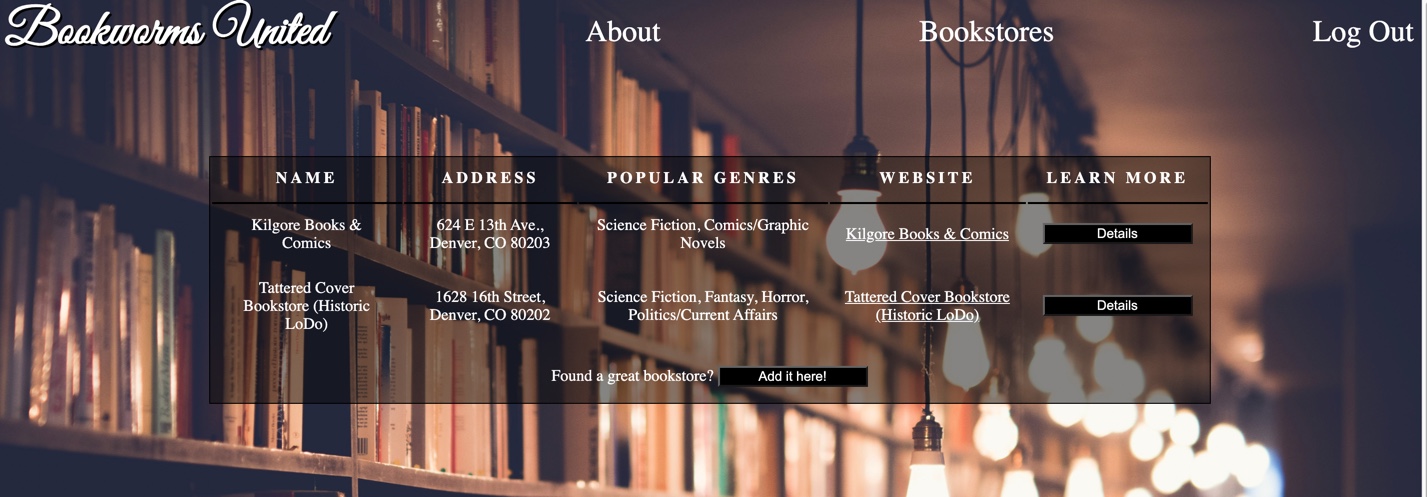 Bookworms United
About
Bookstores
Log Out
NAME
ADDRESS
POPULAR GENRES
WEBSITE
LEARN MORE
Kilgore Books &
Comics
624 E 13th Ave.,
Denver, CO 80203
Science Fiction, Comics/Graphic
Novels
Kilgore Books & Comics
Details
Tattered Cover
Bookstore (Historic
LoDo)
1628 16th Street,
Denver, CO 80202
Science Fiction, Fantasy, Horror,
Politics/Current Affairs
Tattered Cover Bookstore
(Historic LoDo)
Details
Found a great bookstore?
Add it here!